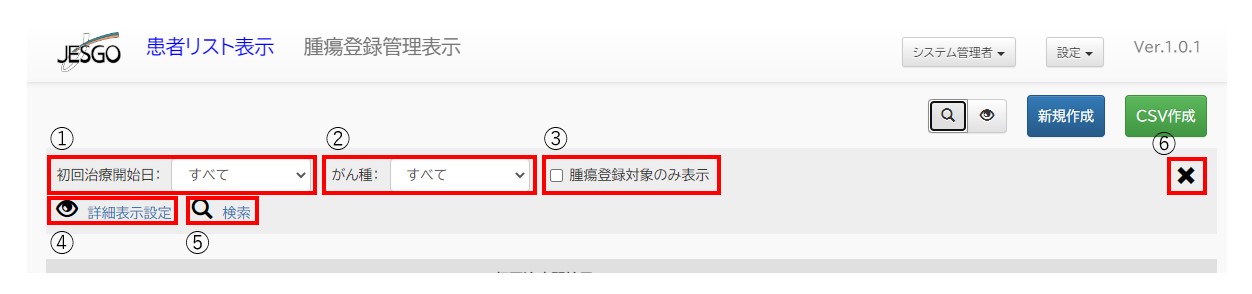 JESGO 患者リスト表示 腫瘍登録管理表示 システム管理者 設定 Ver.1.0.1
新規作成 CSV作成
① ② ③ ⑥
初回治療開始日: すべて がん種: すべて 腫瘍登録対象のみ表示
詳細表示設定 検索
④ ⑤